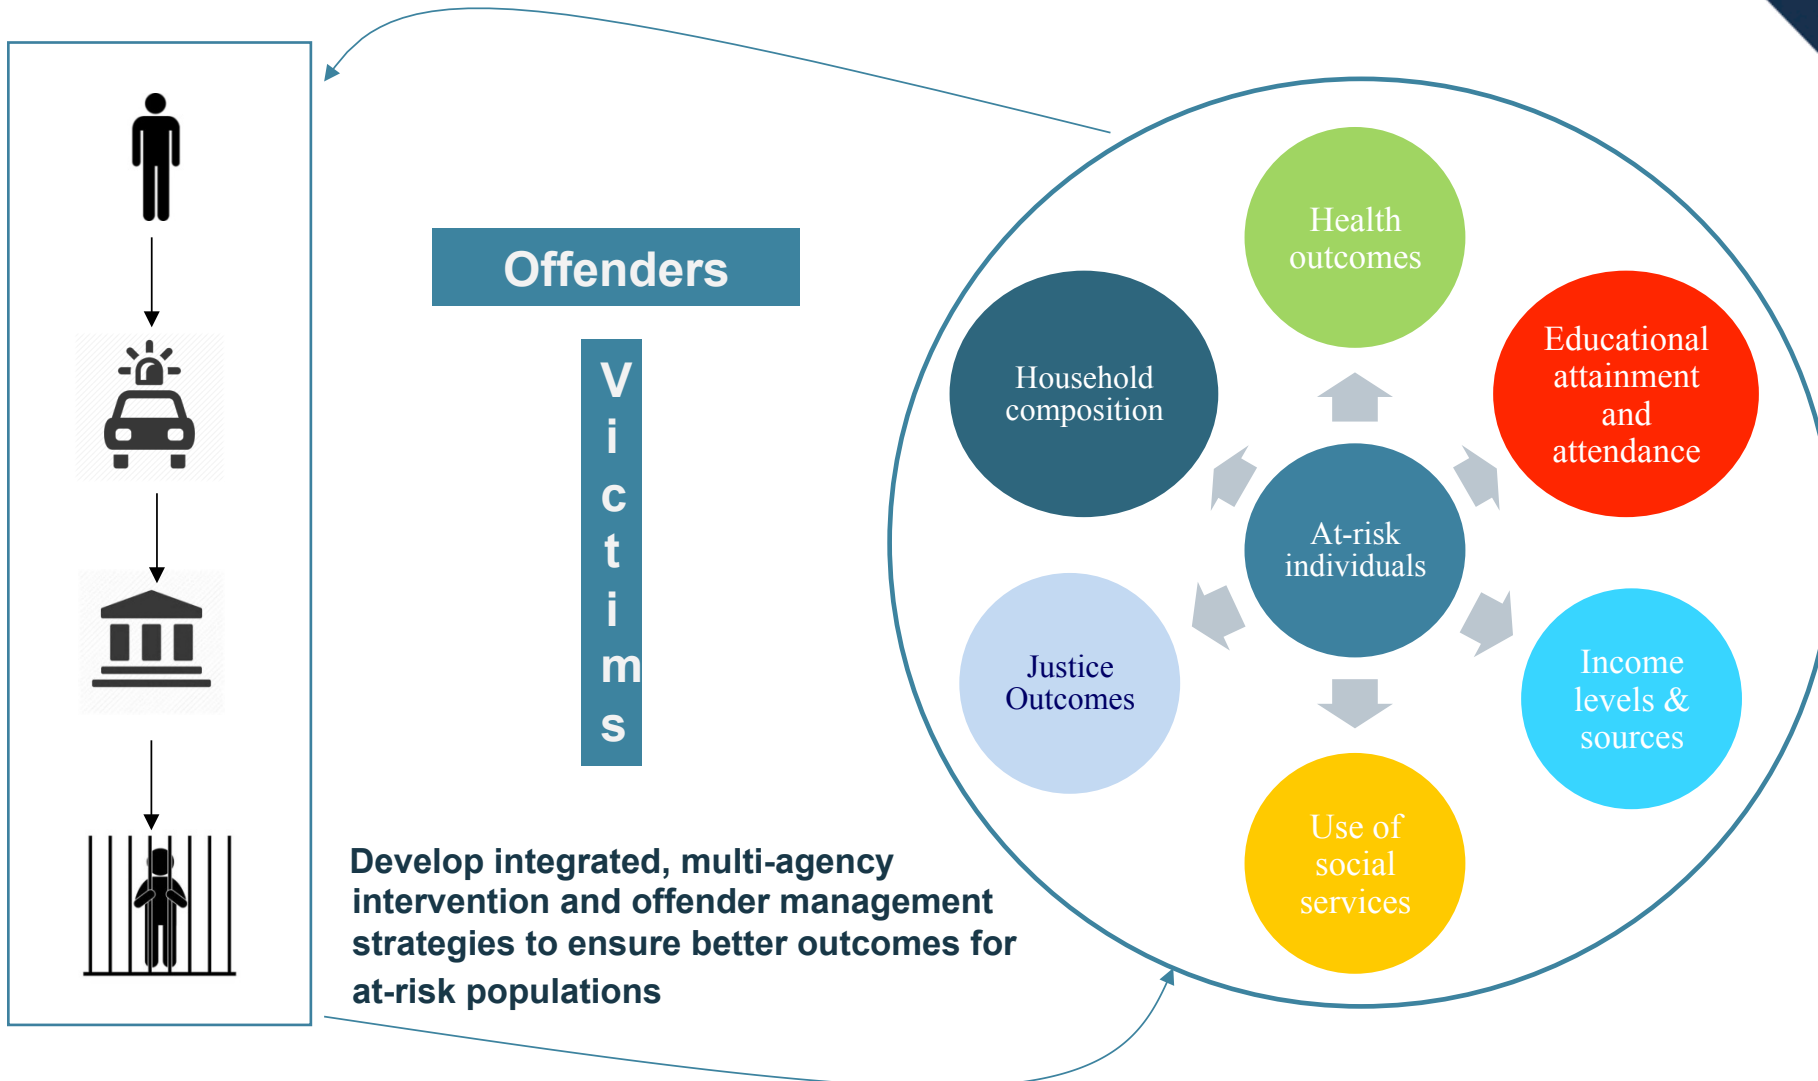 Offenders
V
i
c
t
i
m
s
Develop integrated, multi-agency
intervention and offender management
strategies to ensure better outcomes for
at-risk populations
Health
outcomes
Educational
attainment
and
attendance
Household
composition
At-risk
individuals
Justice
Outcomes
Income
levels &
sources
Use of
social
services